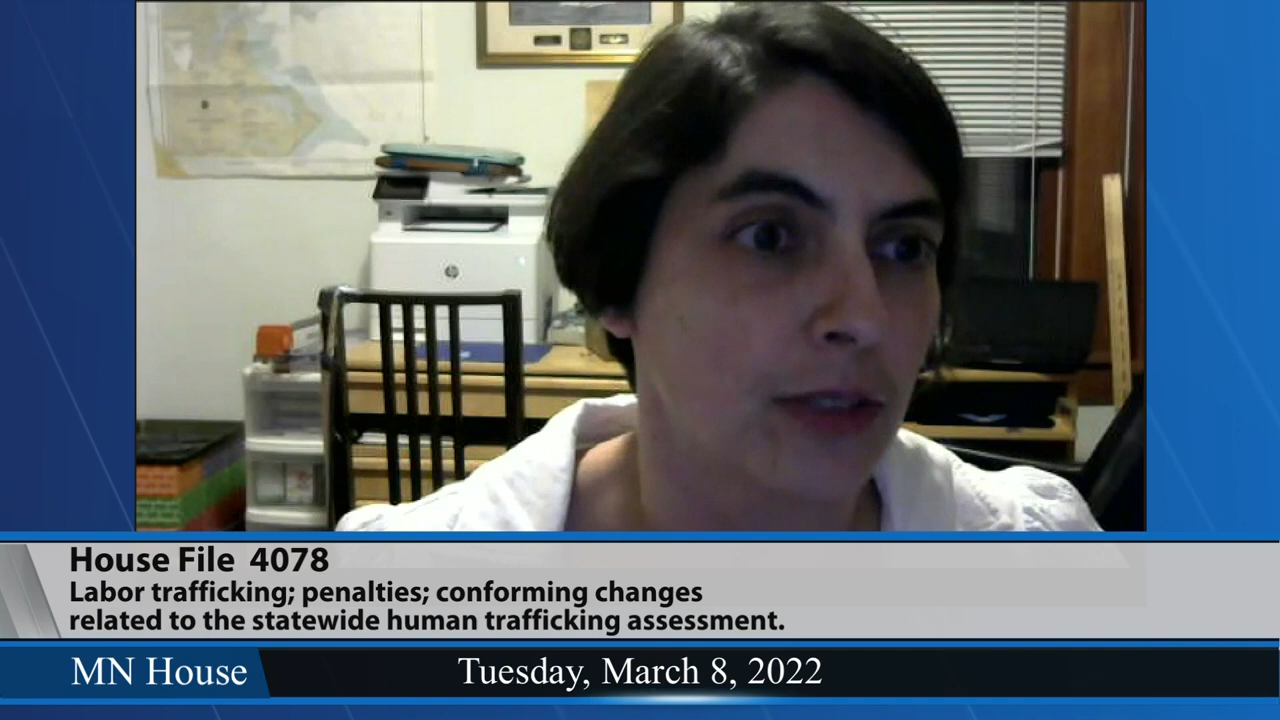 hp
House File 4078
Labor trafficking; penalties; conforming changes
related to the statewide human trafficking assessment.
MN House
Tuesday, March 8, 2022